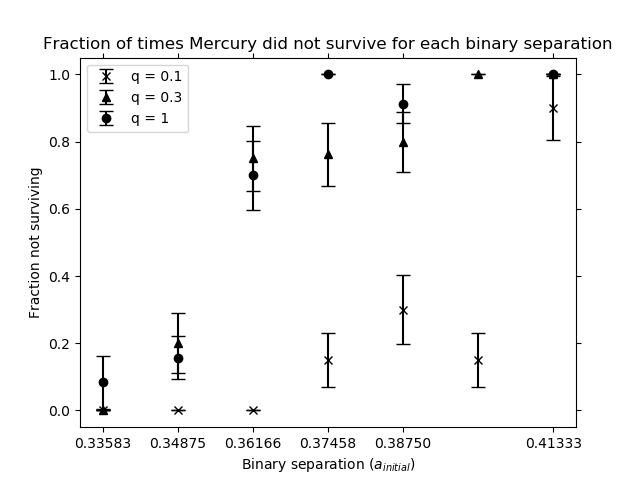 Fraction of times Mercury did not survive for each binary separation
1.0
0.8
0.6
0.4
0.2
0.0
Fraction not surviving
q = 0.1
q = 0.3
q = 1
0.33583 0.34875 0.36166 0.37458 0.38750 0.41333
Binary separation (a_initial)